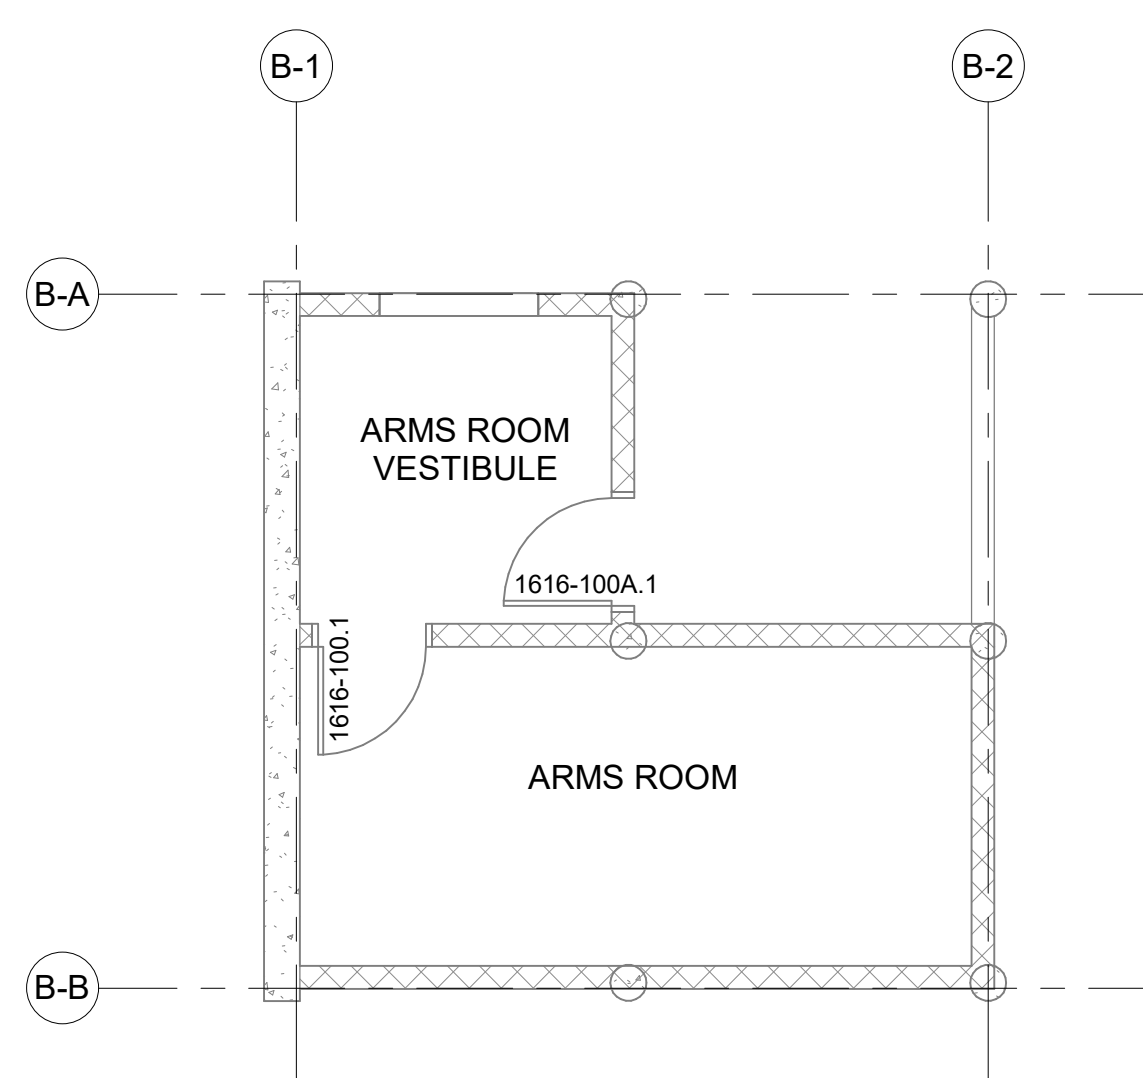 B-1
B-2
B-A
ARMS ROOM
VESTIBULE
1616-100A.1
1616-100.1
ARMS ROOM
B-B